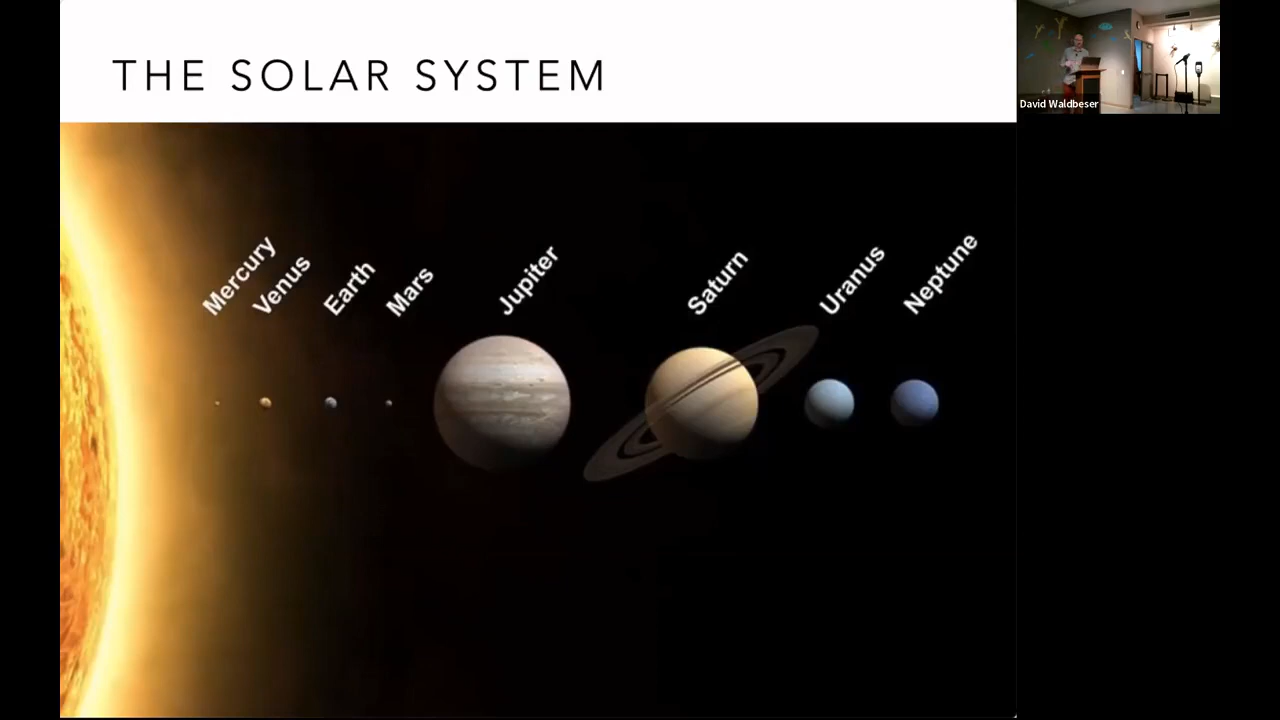 THE SOLAR SYSTEM
David Waldbeser
Mercury
Venus
Earth
Mars
Jupiter
Saturn
Uranus
Neptune